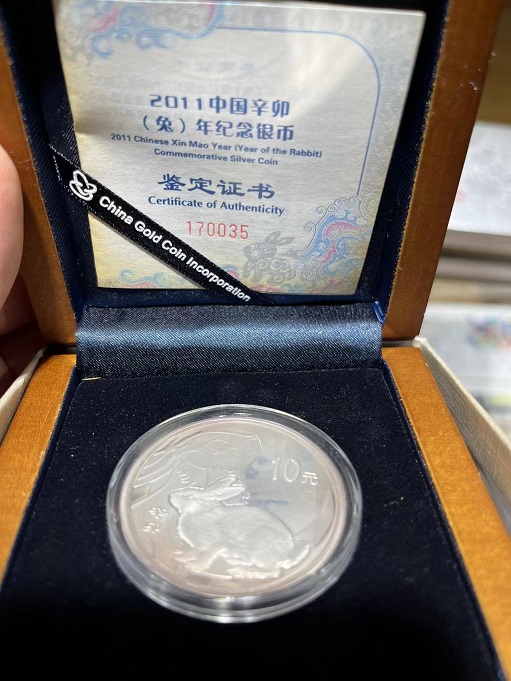 2011中国辛卯
（兔）年纪念银币
2011 Chinese Xin Mao Year (Year of the Rabbit)
Commemorative Silver Coin
鉴定证书
Certificate of Authenticity
170035
China Gold Coin Incorporation
10元